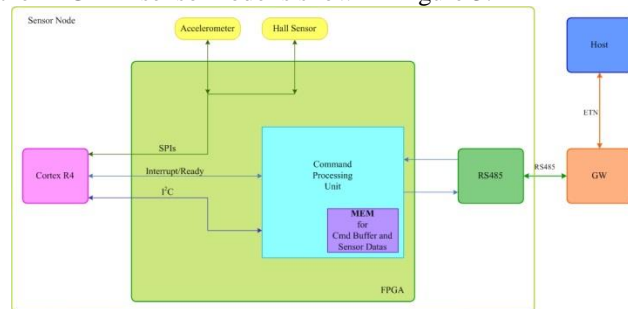 Sensor Node
Accelerometer
Hall Sensor
Host
ETN
SPIs
Cortex R4
Interrupt/Ready
I²C
Command
Processing
Unit
MEM
for
Cmd Buffer and
Sensor Datas
FPGA
RS485
RS485
GW